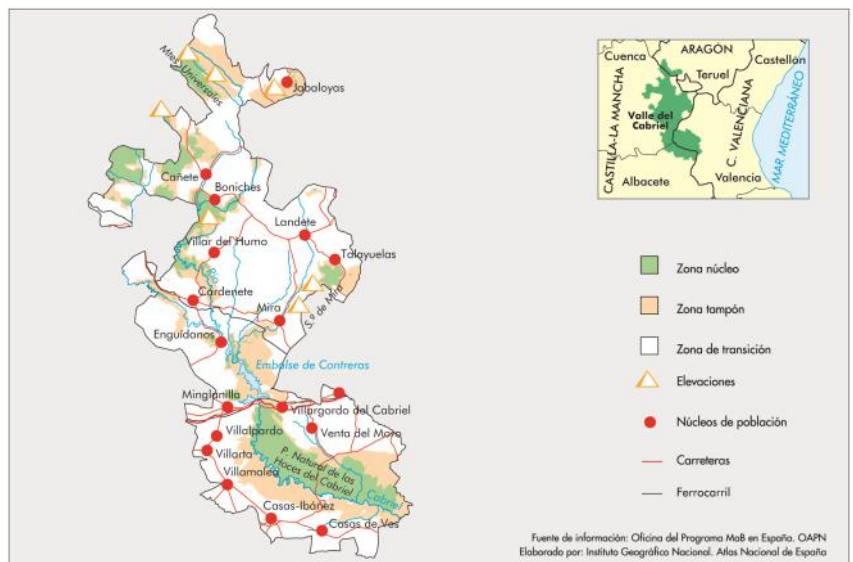 Mtes. Universales
Jabaloyas
Cañete
Boniches
Landete
Villar del Humo
Talayuelas
Cardenete
Mira
S.ª de Mira
Enguídanos
Embalse de Contreras
Minglanilla
Villargordo del Cabriel
Villalpardo
Venta del Moro
Villarta
P. Natural de las
Hoces del Cabriel
Villamalea
Cabriel
Casas-Ibáñez
Casas de Ves
Cuenca
ARAGÓN
Castellón
Teruel
CASTILLA-LA MANCHA
Valle del
Cabriel
C. VALENCIANA
MAR MEDITERRÁNEO
Albacete
Valencia
Zona núcleo
Zona tampón
Zona de transición
Elevaciones
Núcleos de población
Carreteras
Ferrocarril
Fuente de información: Oficina del Programa MaB en España. OAPN
Elaborado por: Instituto Geográfico Nacional. Atlas Nacional de España